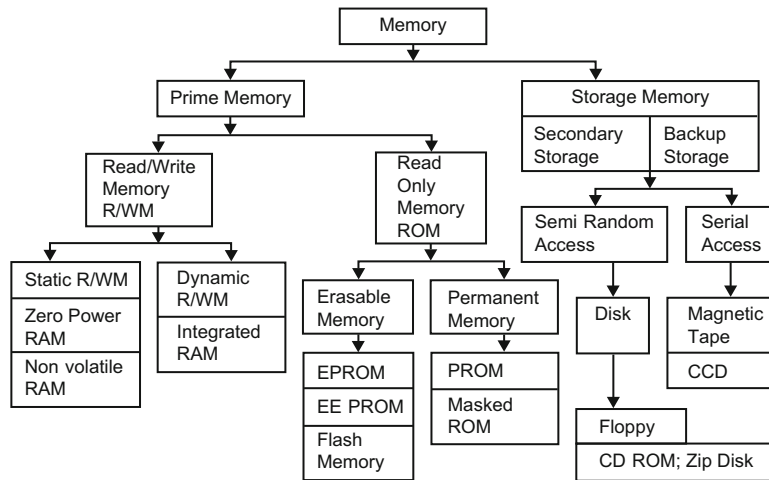 Memory
Prime Memory
Storage Memory
Secondary
Storage
Backup
Storage
Read/Write
Memory
R/WM
Read
Only
Memory
ROM
Semi Random
Access
Serial
Access
Static R/WM
Zero Power
RAM
Non volatile
RAM
Dynamic
R/WM
Integrated
RAM
Erasable
Memory
Permanent
Memory
Disk
Magnetic
Tape
CCD
EPROM
EE PROM
Flash
Memory
PROM
Masked
ROM
Floppy
CD ROM; Zip Disk